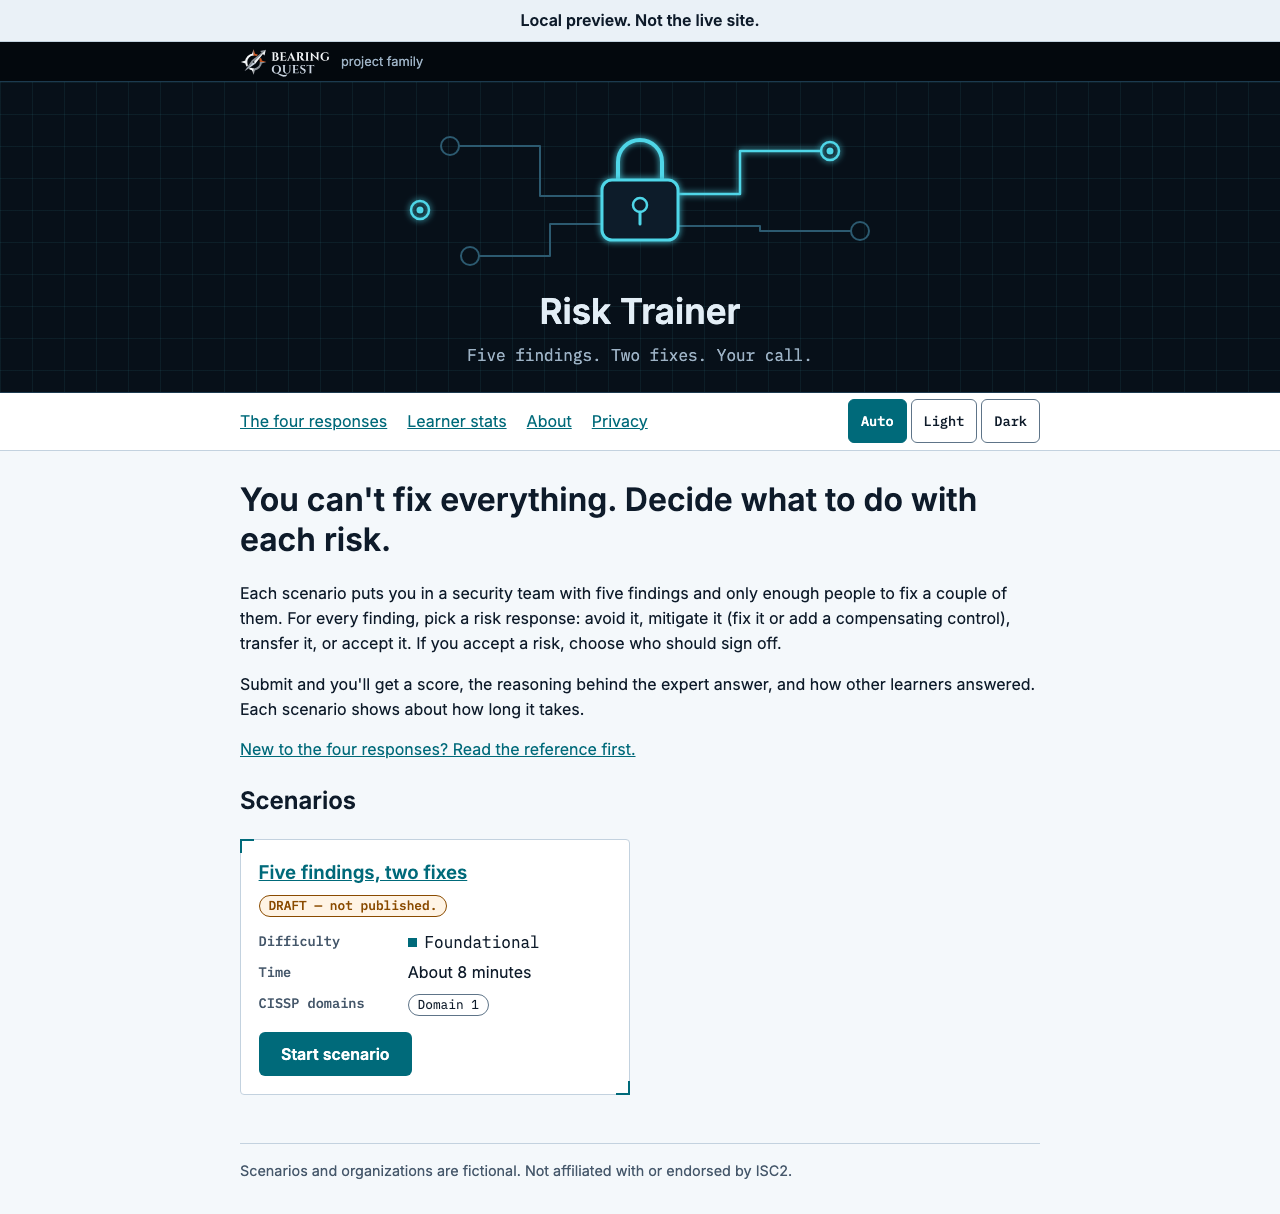 Local preview. Not the live site.
BEARING
QUEST
project family
Risk Trainer
Five findings. Two fixes. Your call.
The four responses Learner stats About Privacy Auto Light Dark
You can't fix everything. Decide what to do with
each risk.
Each scenario puts you in a security team with five findings and only enough people to fix a couple of
them. For every finding, pick a risk response: avoid it, mitigate it (fix it or add a compensating control),
transfer it, or accept it. If you accept a risk, choose who should sign off.
Submit and you'll get a score, the reasoning behind the expert answer, and how other learners answered.
Each scenario shows about how long it takes.
New to the four responses? Read the reference first.
Scenarios
Five findings, two fixes
DRAFT — not published.
Difficulty Foundational
Time About 8 minutes
CISSP domains Domain 1
Start scenario
Scenarios and organizations are fictional. Not affiliated with or endorsed by ISC2.